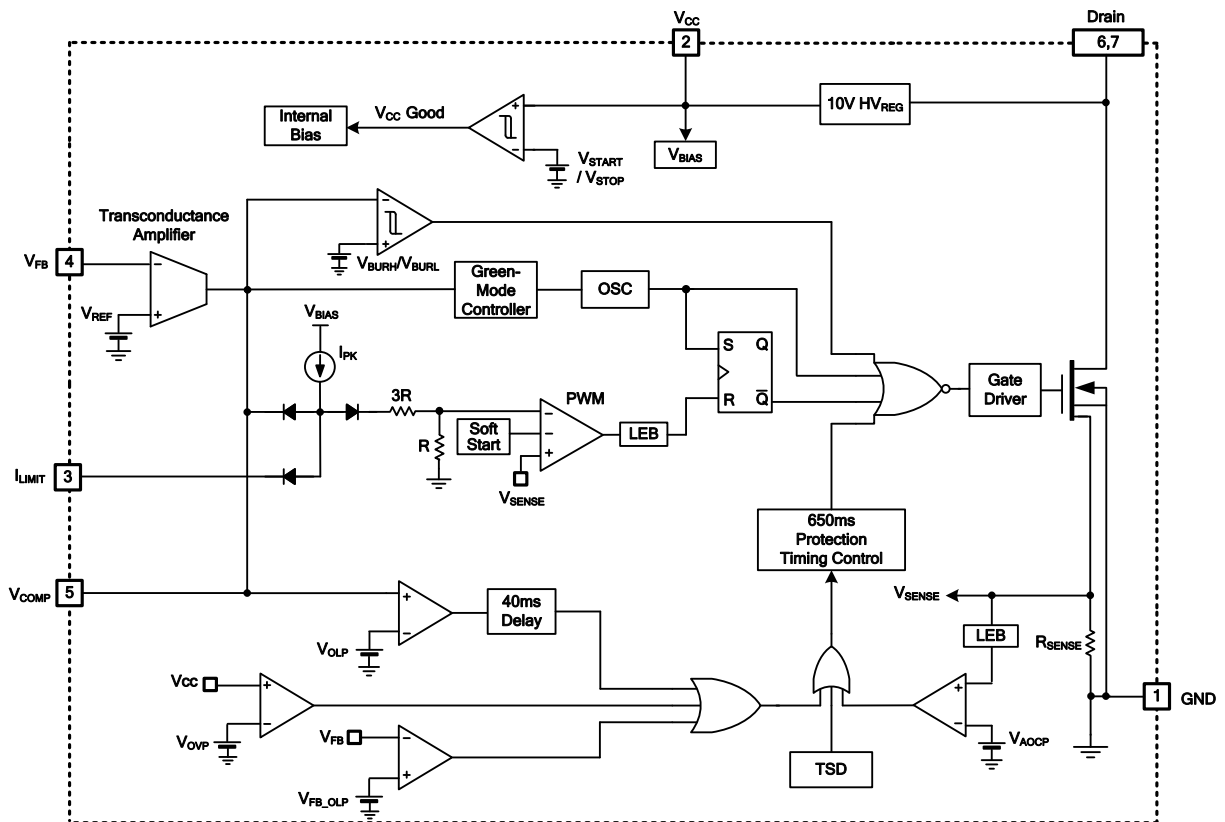 VCC
2
Drain
6,7
Internal
Bias
VCC Good
+
−
VSTART
/ VSTOP
VBIAS
10V HVREG
Transconductance
Amplifier
VFB
4
−
+
VREF
−
+
VBURH/VBURL
Green-
Mode
Controller
OSC
VBIAS
IPK
S Q
R Q̅
3R
R
Soft
Start
PWM
−
−
+
VSENSE
LEB
Gate
Driver
ILIMIT
3
650ms
Protection
Timing Control
VCOMP
5
+
−
VOLP
40ms
Delay
VSENSE
LEB
RSENSE
Vcc
+
−
VOVP
VFB
−
+
VFB_OLP
TSD
+
−
VAOCP
1
GND